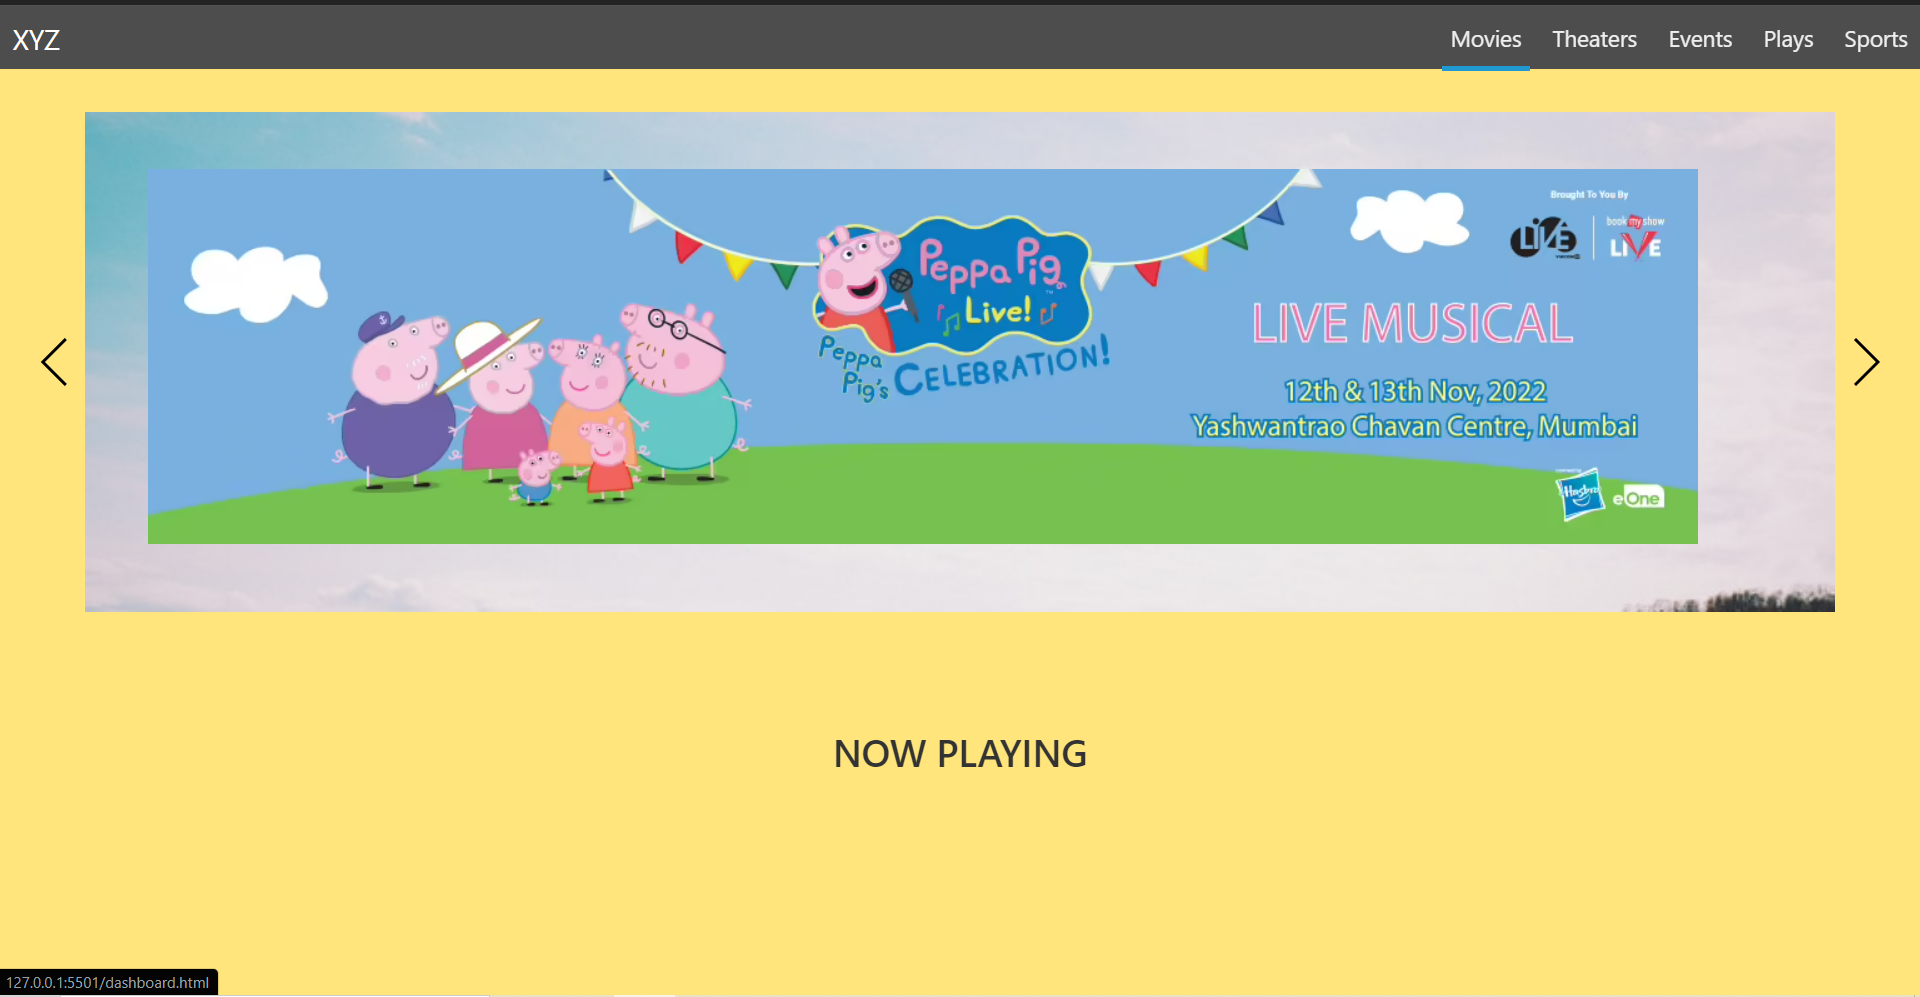 XYZ
Movies Theaters Events Plays Sports
Brought To You By
LIVE
book my show
LIVE
Peppa Pig
Live!
Peppa
Pig's CELEBRATION!
LIVE MUSICAL
12th & 13th Nov, 2022
Yashwantrao Chavan Centre, Mumbai
Hasbro
eOne
NOW PLAYING
127.0.0.1:5501/dashboard.html